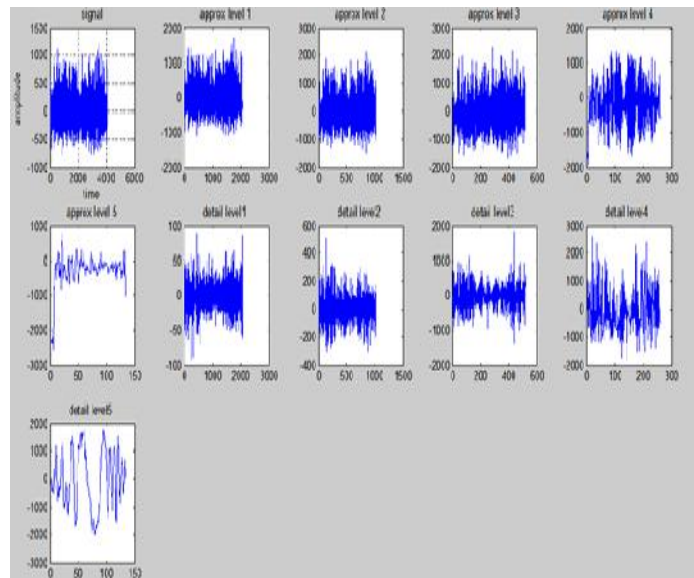 signal
1500
1000
500
0
-500
-1000
amplitude
0 2000 4000 6000
time
approx level 1
2000
1000
0
-1000
-2000
0 1000 2000 3000
approx level 2
3000
2000
1000
0
-1000
-2000
0 500 1000 1500
approx level 3
3000
2000
1000
0
-1000
-2000
0 200 400 600
approx level 4
2000
1000
0
-1000
-2000
0 100 200 300
approx level 5
1000
0
-1000
-2000
-3000
0 50 100 150
detail level1
100
50
0
-50
-100
0 1000 2000 3000
detail level2
600
400
200
0
-200
-400
0 500 1000 1500
detail level3
2000
1000
0
-1000
-2000
0 200 400 600
detail level4
3000
2000
1000
0
-1000
-2000
0 100 200 300
detail level5
2000
1000
0
-1000
-2000
-3000
0 50 100 150